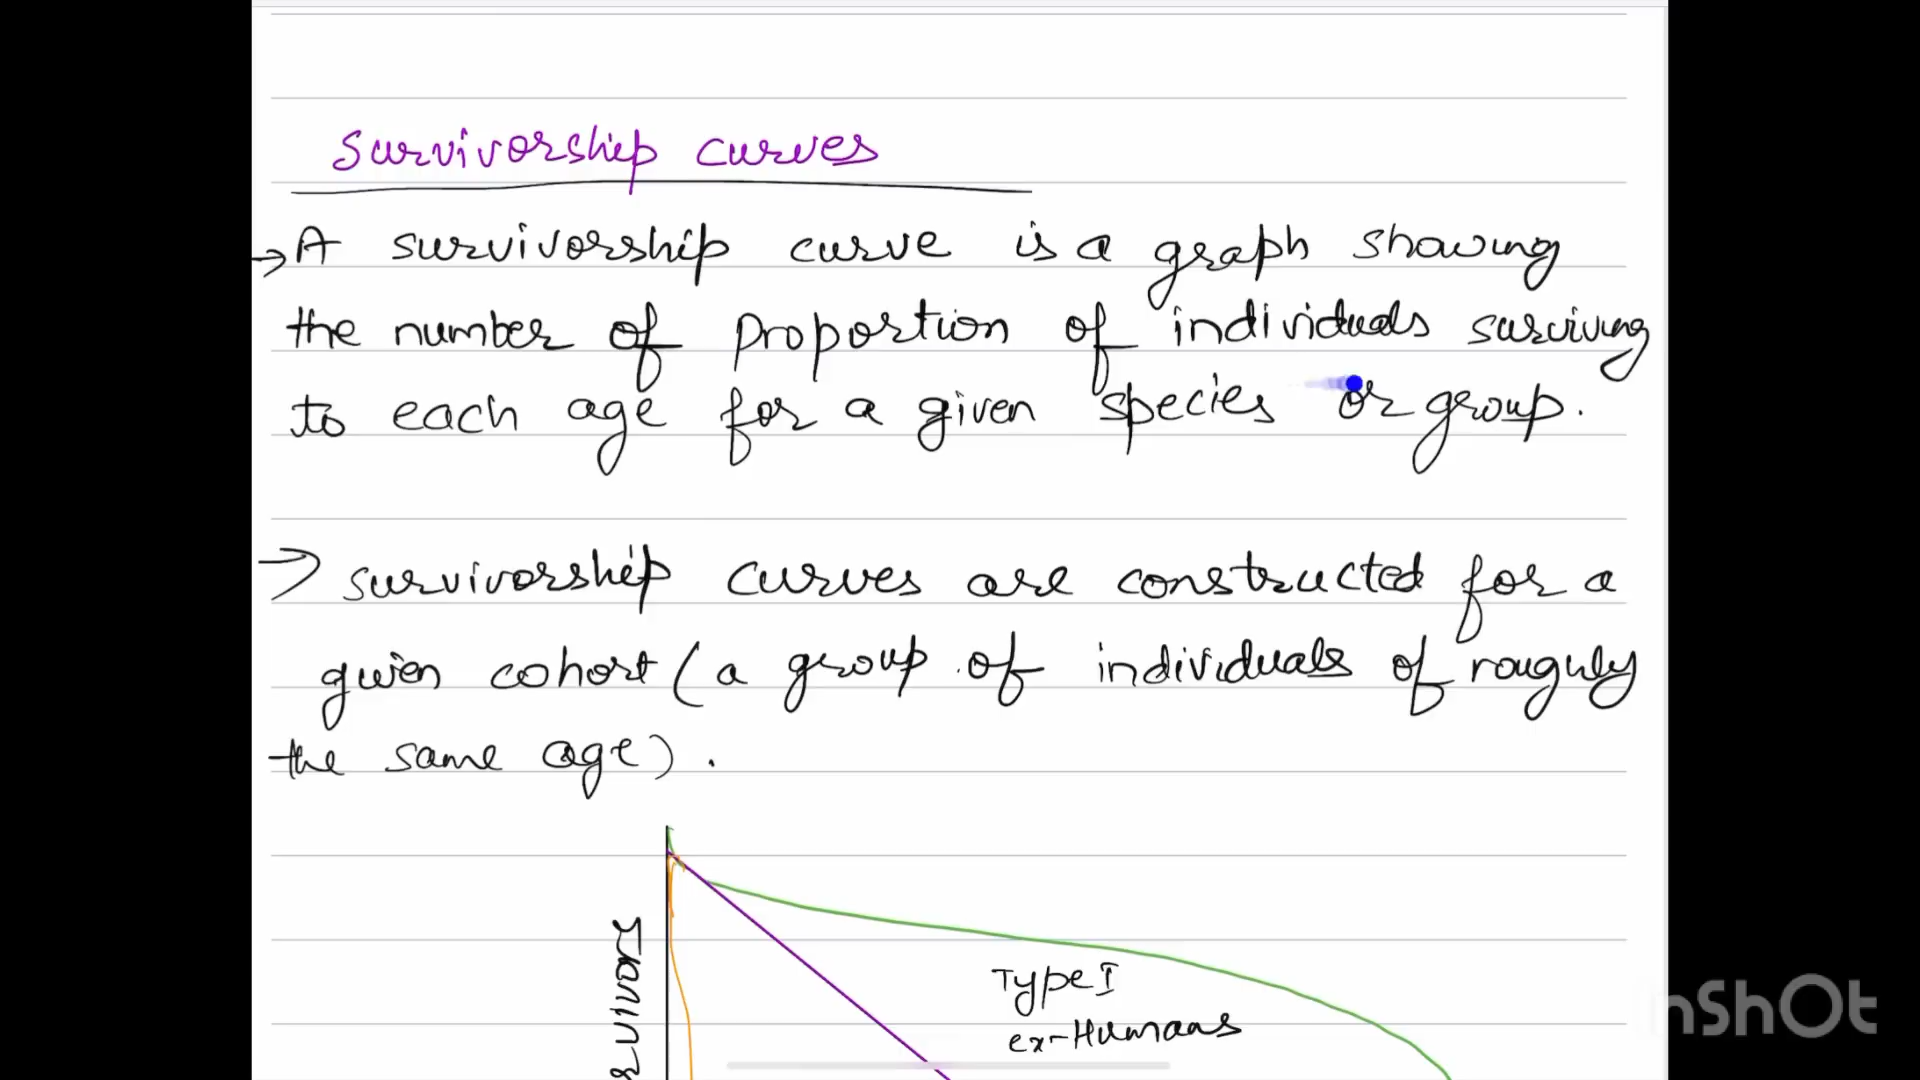 survivorship curves
→ A survivorship curve is a graph showing
the number of proportion of individuals surviving
to each age for a given species or group.
→ survivorship curves are constructed for a
given cohort (a group of individuals of roughly
the same age).
Type I
ex-Humans
nShOt